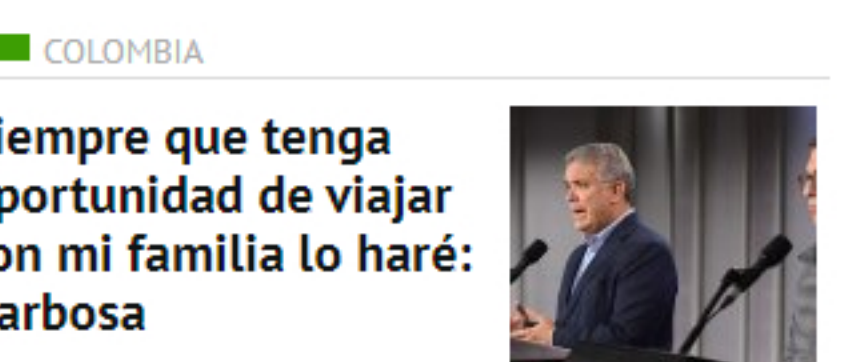 COLOMBIA
iempre que tenga
portunidad de viajar
on mi familia lo haré:
arbosa